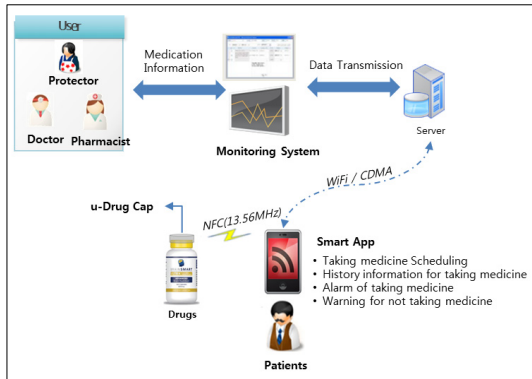 User
Protector
Doctor
Pharmacist
Medication
Information
Monitoring System
Data Transmission
Server
WiFi / CDMA
u-Drug Cap
NFC(13.56MHz)
Drugs
Smart App
• Taking medicine Scheduling
• History information for taking medicine
• Alarm of taking medicine
• Warning for not taking medicine
Patients